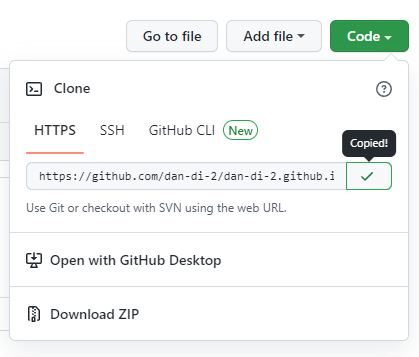 Go to file Add file Code
Clone
HTTPS SSH GitHub CLI New
Copied!
https://github.com/dan-di-2/dan-di-2.github.i
Use Git or checkout with SVN using the web URL.
Open with GitHub Desktop
Download ZIP